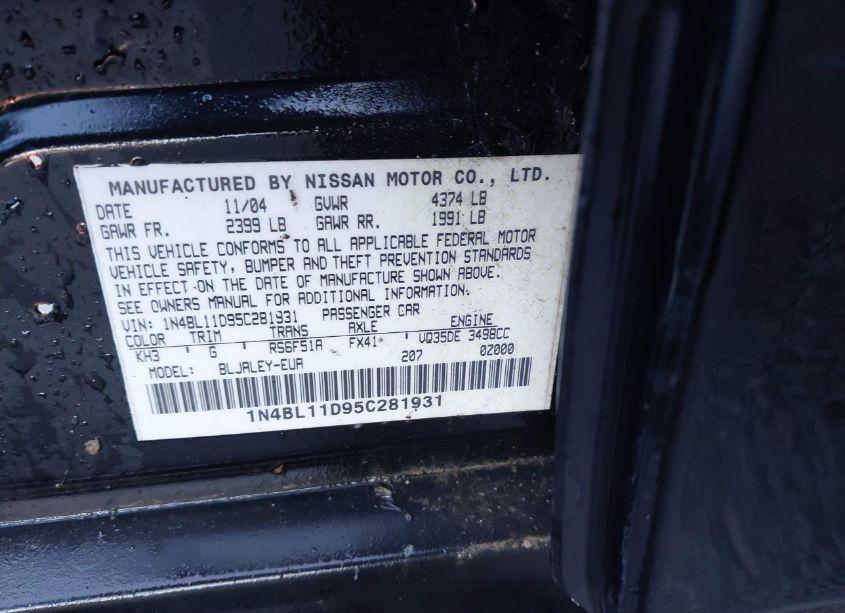 MANUFACTURED BY NISSAN MOTOR CO., LTD.
DATE 11/04 GVWR 4374 LB
GAWR FR. 2399 LB GAWR RR. 1991 LB
THIS VEHICLE CONFORMS TO ALL APPLICABLE FEDERAL MOTOR
VEHICLE SAFETY, BUMPER AND THEFT PREVENTION STANDARDS
IN EFFECT ON THE DATE OF MANUFACTURE SHOWN ABOVE.
SEE OWNERS MANUAL FOR ADDITIONAL INFORMATION.
VIN: 1N4BL11D95C281931 PASSENGER CAR
COLOR TRIM TRANS AXLE ENGINE
KH3 G RS6F51A FX41 VQ35DE 3498CC
MODEL: BLJALEY-EUA 207 0Z000
1N4BL11D95C281931